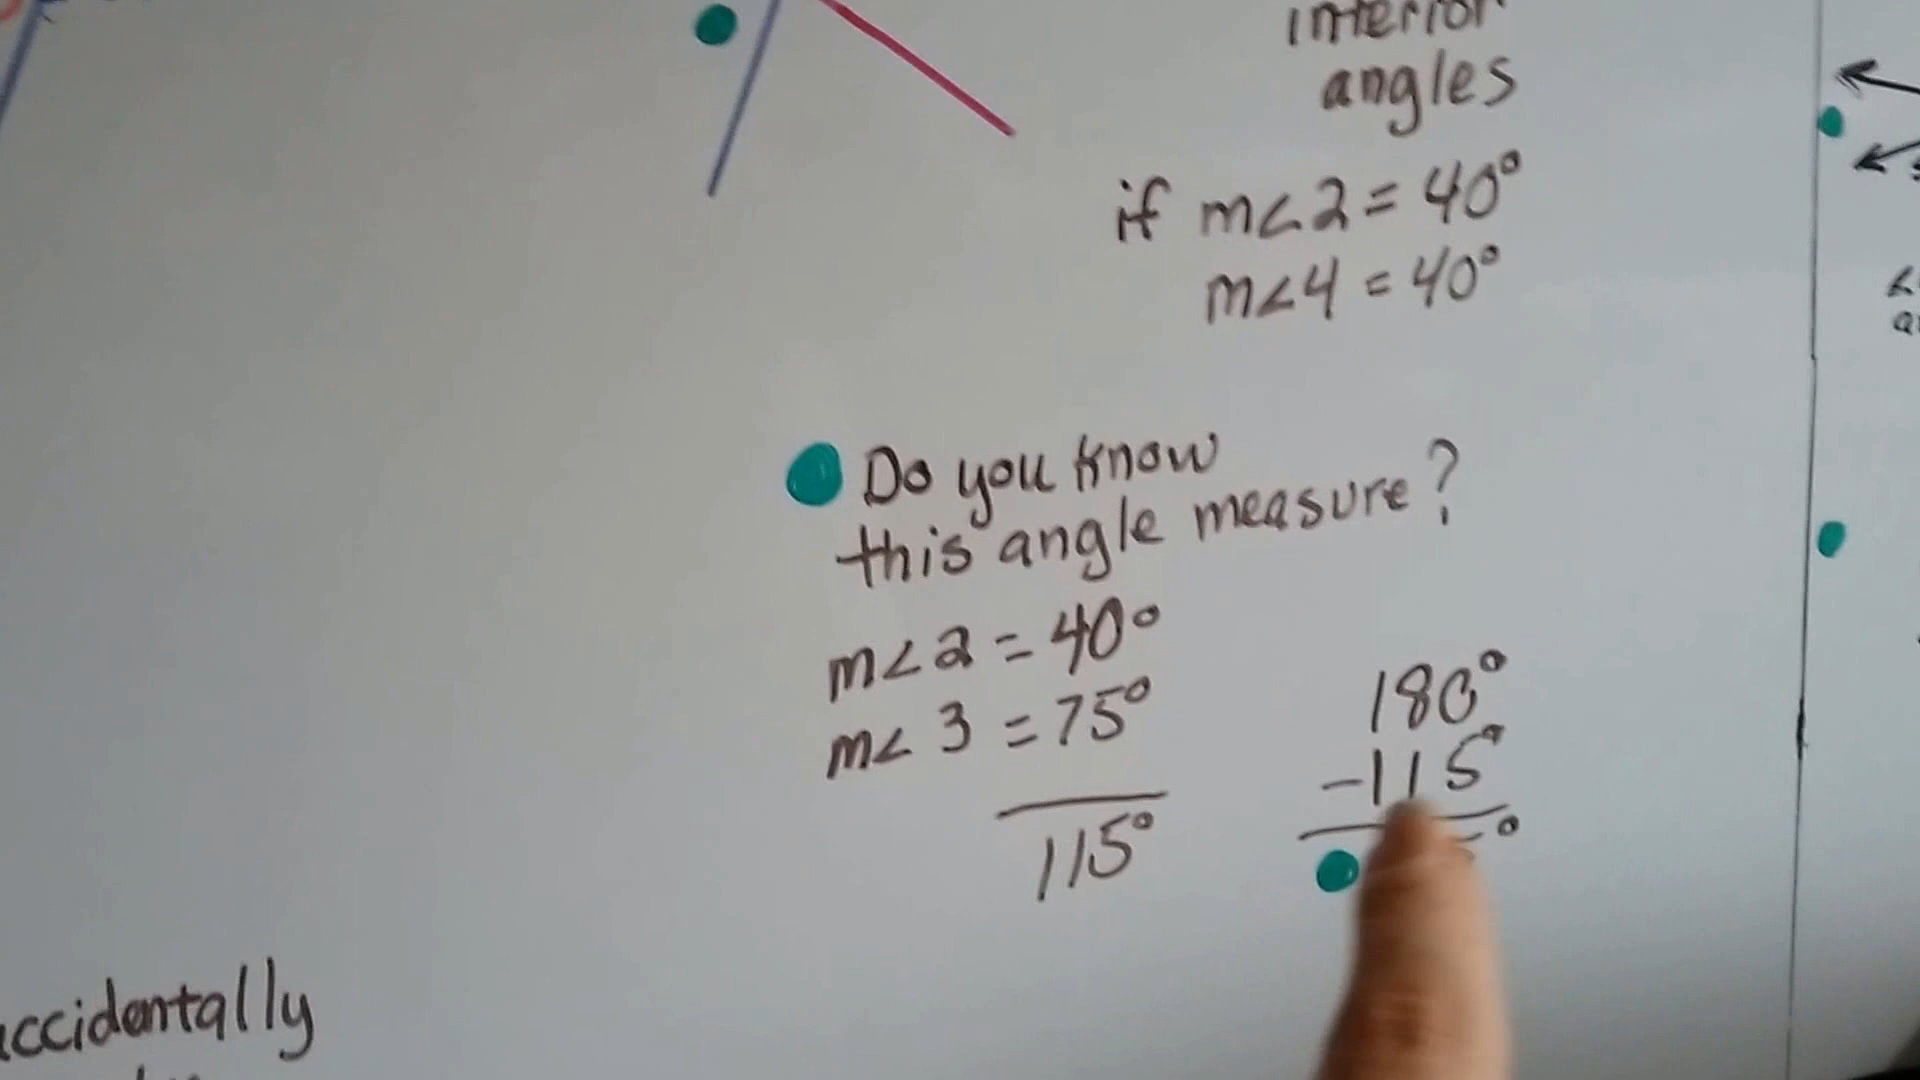 interior
angles
if m∠2 = 40°
m∠4 = 40°
Do you know
this angle measure?
m∠2 = 40°
m∠3 = 75°
115°
180°
-115°
accidentally